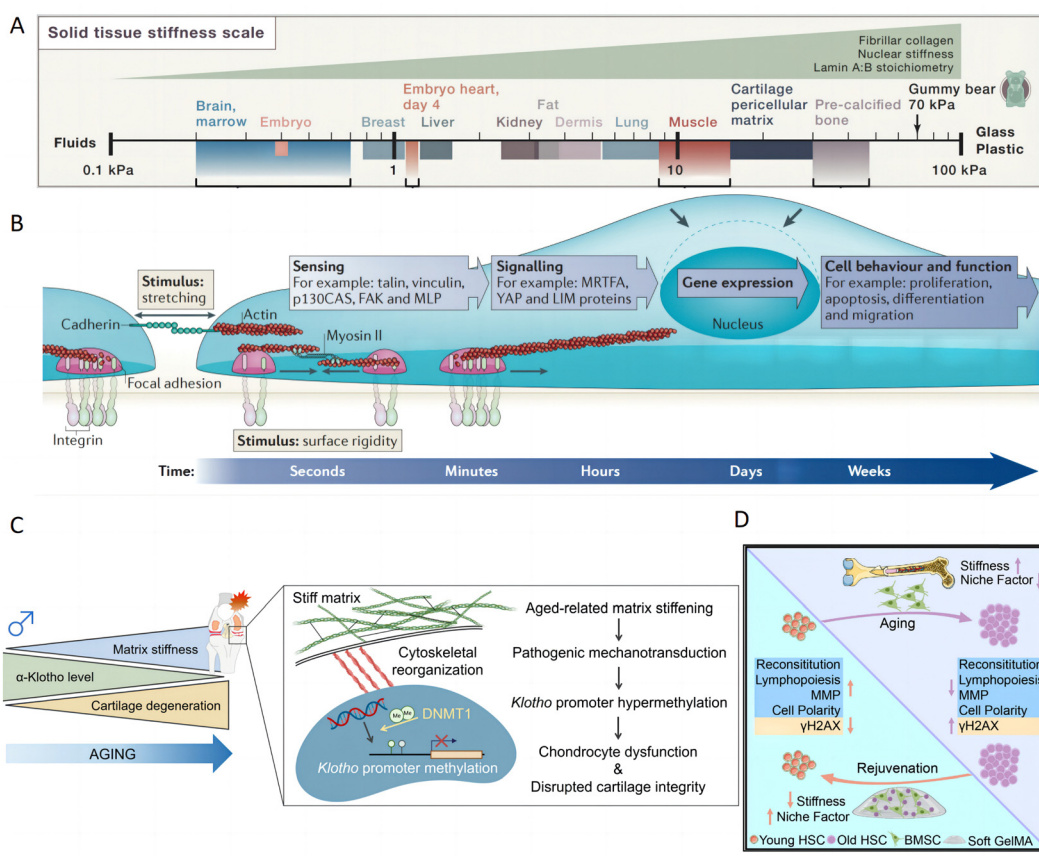 A
Solid tissue stiffness scale
Fibrillar collagen
Nuclear stiffness
Lamin A:B stoichiometry
Brain,
marrow
Embryo
Breast
Embryo heart,
day 4
Liver
Kidney
Fat
Dermis
Lung
Muscle
Cartilage
pericellular
matrix
Pre-calcified
bone
Gummy bear
70 kPa
Fluids
Glass
Plastic
0.1 kPa
1
10
100 kPa
B
Stimulus:
stretching
Sensing
For example: talin, vinculin,
p130CAS, FAK and MLP
Signalling
For example: MRTFA,
YAP and LIM proteins
Gene expression
Nucleus
Cell behaviour and function
For example: proliferation,
apoptosis, differentiation
and migration
Cadherin
Actin
Myosin II
Focal adhesion
Integrin
Stimulus: surface rigidity
Time:
Seconds
Minutes
Hours
Days
Weeks
C
♂
Matrix stiffness
α-Klotho level
Cartilage degeneration
AGING
Stiff matrix
Cytoskeletal
reorganization
Me
Me
DNMT1
Klotho promoter methylation
Aged-related matrix stiffening
Pathogenic mechanotransduction
Klotho promoter hypermethylation
Chondrocyte dysfunction
&
Disrupted cartilage integrity
D
Stiffness ↑
Niche Factor ↓
Aging
Reconsititution
Lymphopoiesis
MMP
Cell Polarity
↑
γH2AX ↓
Reconsititution
Lymphopoiesis
MMP
Cell Polarity
↓
↑ γH2AX
Rejuvenation
↓ Stiffness
↑ Niche Factor
Young HSC
Old HSC
BMSC
Soft GelMA